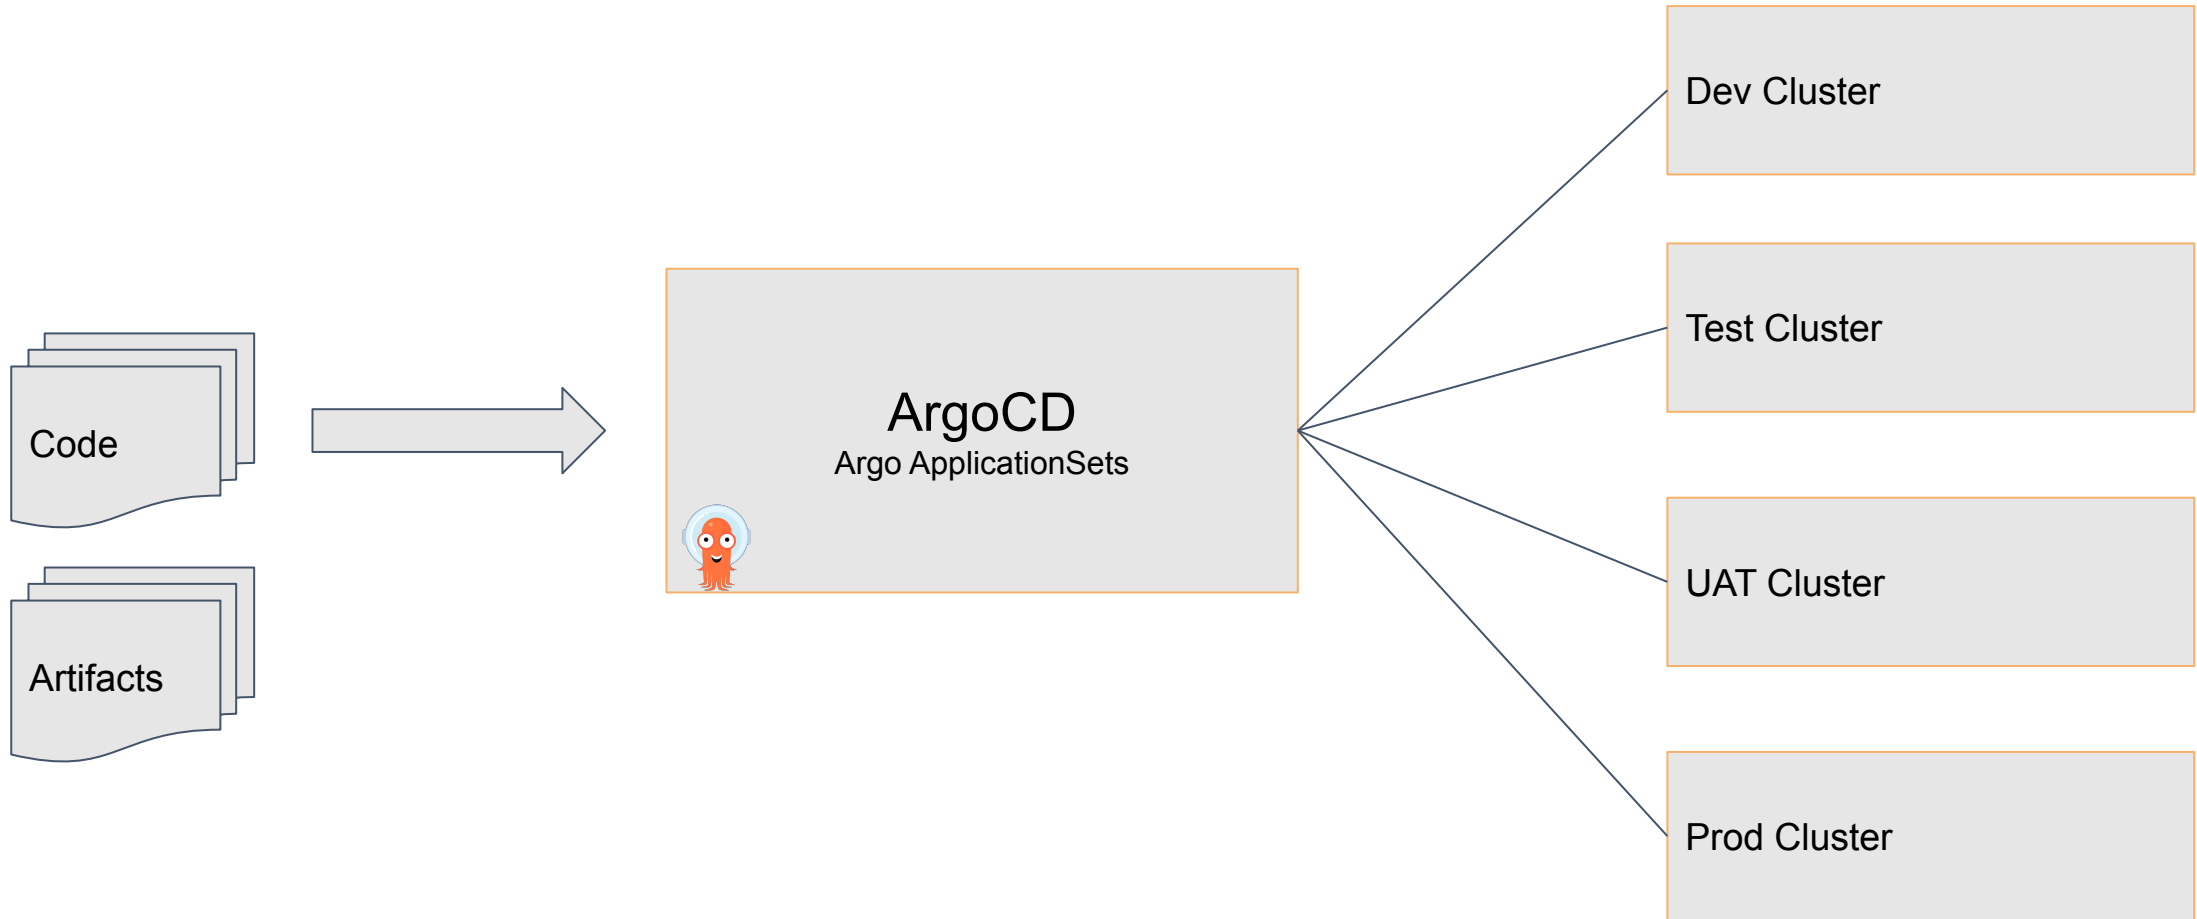 Code
Artifacts
ArgoCD
Argo ApplicationSets
Dev Cluster
Test Cluster
UAT Cluster
Prod Cluster